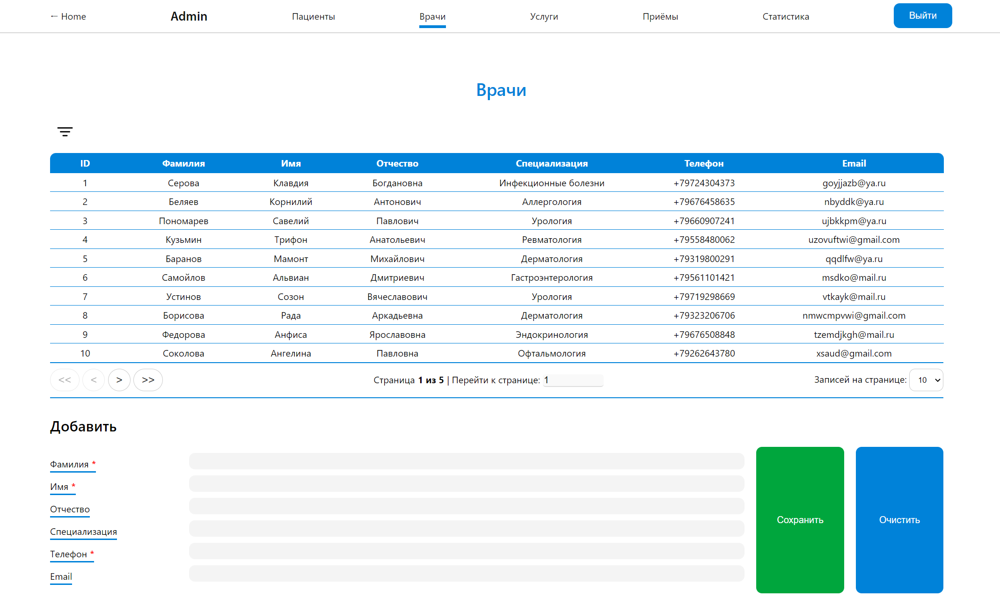 ← Home Admin Пациенты Врачи Услуги Приёмы Статистика Выйти
Врачи
ID Фамилия Имя Отчество Специализация Телефон Email
1 Серова Клавдия Богдановна Инфекционные болезни +79724304373 goyjjazb@ya.ru
2 Беляев Корнилий Антонович Аллергология +79676458635 nbyddk@ya.ru
3 Пономарев Савелий Павлович Урология +79660907241 ujbkkpm@ya.ru
4 Кузьмин Трифон Анатольевич Ревматология +79558480062 uzovuftwi@gmail.com
5 Баранов Мамонт Михайлович Дерматология +79319800291 qqdlfw@ya.ru
6 Самойлов Альвиан Дмитриевич Гастроэнтерология +79561101421 msdko@mail.ru
7 Устинов Созон Вячеславович Урология +79719298669 vtkayk@mail.ru
8 Борисова Рада Аркадьевна Дерматология +79323206706 nmwcmpvwi@gmail.com
9 Федорова Анфиса Ярославовна Эндокринология +79676508848 tzemdjkgh@mail.ru
10 Соколова Ангелина Павловна Офтальмология +79262643780 xsaud@gmail.com
<< < > >> Страница 1 из 5 | Перейти к странице: 1 Записей на странице: 10
Добавить
Фамилия *
Имя *
Отчество
Специализация
Телефон *
Email
Сохранить Очистить